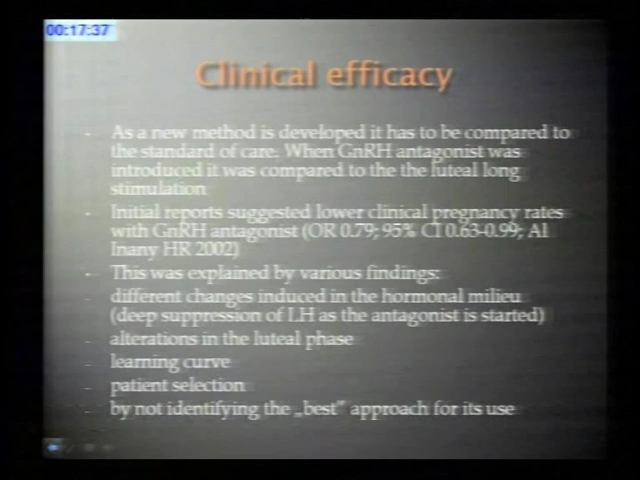 00:17:37
Clinical efficacy
- As a new method is developed it has to be compared to
the standard of care. When GnRH antagonist was
introduced it was compared to the the luteal long
stimulation
- Initial reports suggested lower clinical pregnancy rates
with GnRH antagonist (OR 0.79; 95% CI 0.63-0.99; Al
Inany HR 2002)
- This was explained by various findings:
- different changes induced in the hormonal milieu
(deep suppression of LH as the antagonist is started)
- alterations in the luteal phase
- learning curve
- patient selection
- by not identifying the „best” approach for its use